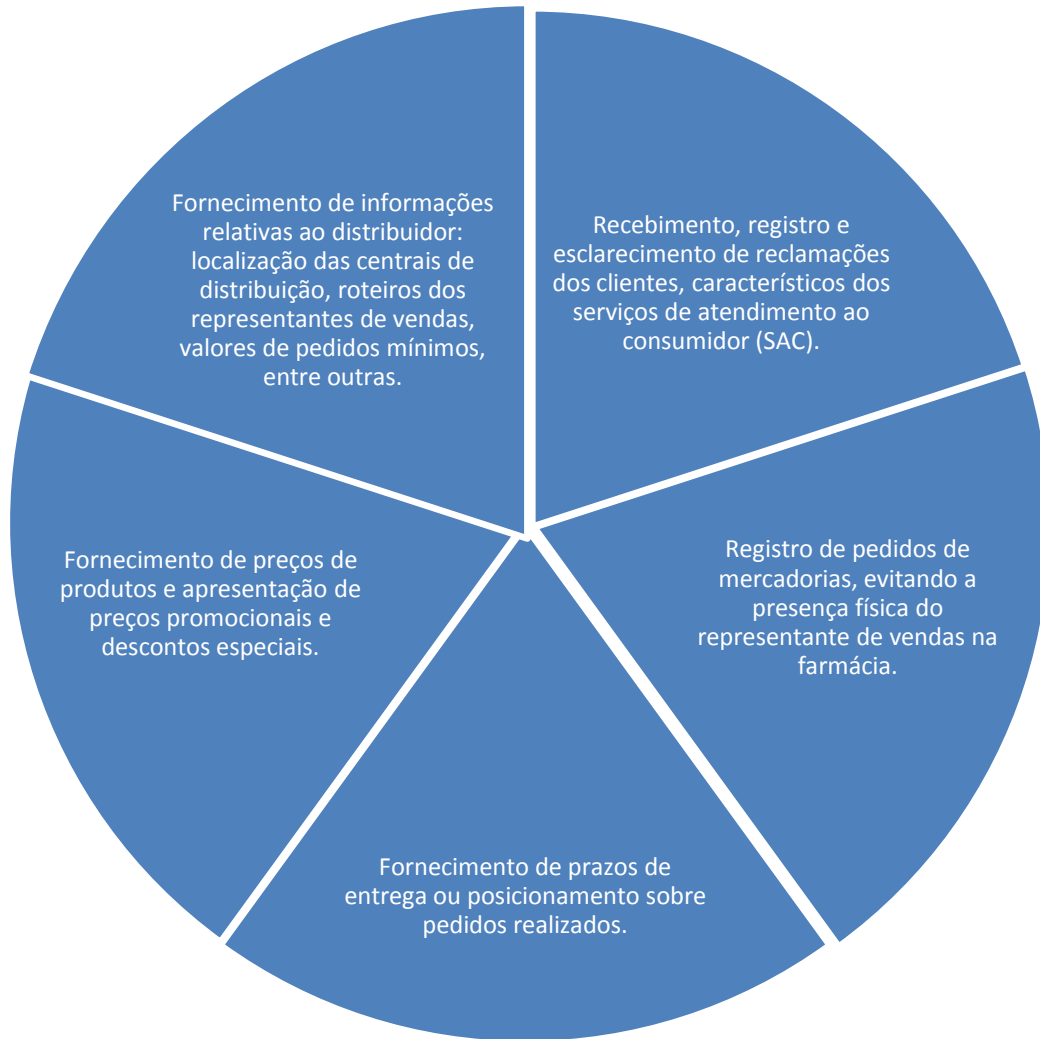 Recebimento, registro e
esclarecimento de reclamações
dos clientes, característicos dos
serviços de atendimento ao
consumidor (SAC).
Registro de pedidos de
mercadorias, evitando a
presença física do
representante de vendas na
farmácia.
Fornecimento de prazos de
entrega ou posicionamento sobre
pedidos realizados.
Fornecimento de preços de
produtos e apresentação de
preços promocionais e
descontos especiais.
Fornecimento de informações
relativas ao distribuidor:
localização das centrais de
distribuição, roteiros dos
representantes de vendas,
valores de pedidos mínimos,
entre outras.